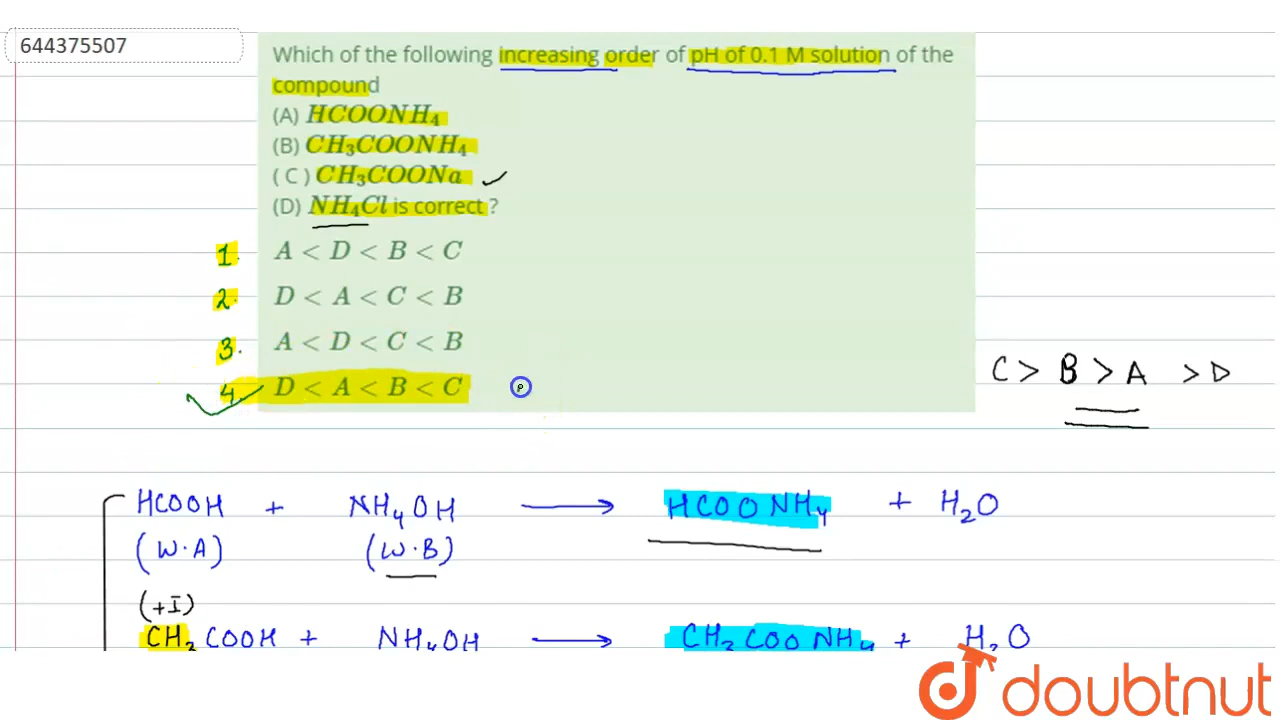 644375507
Which of the following increasing order of pH of 0.1 M solution of the
compound
(A) HCOONH₄
(B) CH₃COONH₄
( C ) CH₃COONa ✓
(D) NH₄Cl is correct ?
1. A < D < B < C
2. D < A < C < B
3. A < D < C < B
4. D < A < B < C
C > B > A > D
HCOOH + NH₄OH → HCOONH₄ + H₂O
(W.A) (W.B)
(+I)
CH₃COOH + NH₄OH → CH₃COONH₄ + H₂O
doubtnut